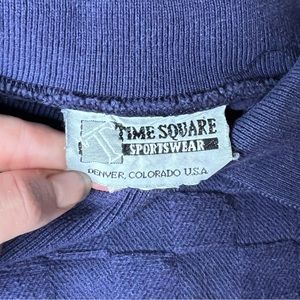 TIME SQUARE
SPORTSWEAR
DENVER, COLORADO U.S.A.